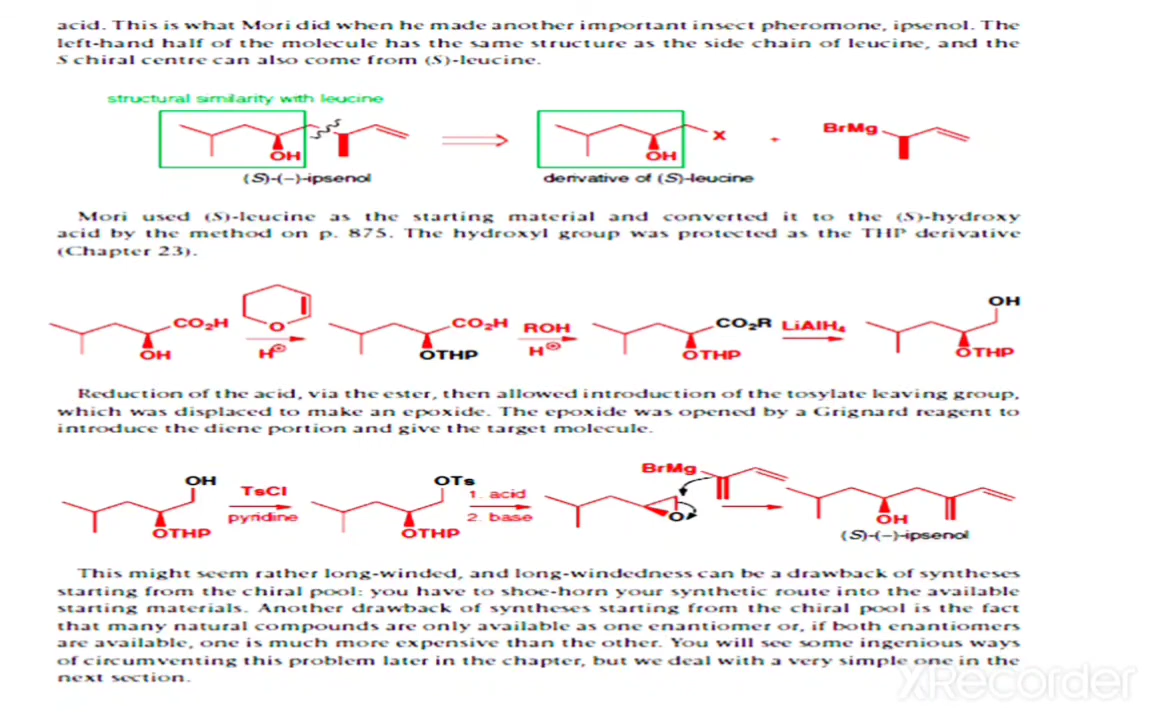 acid. This is what Mori did when he made another important insect pheromone, ipsenol. The
left-hand half of the molecule has the same structure as the side chain of leucine, and the
S chiral centre can also come from (S)-leucine.
structural similarity with leucine
OH
X
OH
+
BrMg
(S)-(–)-ipsenol
derivative of (S)-leucine
Mori used (S)-leucine as the starting material and converted it to the (S)-hydroxy
acid by the method on p. 875. The hydroxyl group was protected as the THP derivative
(Chapter 23).
CO2H
OH
O
H⊕
CO2H
OTHP
ROH
H⊕
CO2R
OTHP
LiAlH4
OH
OTHP
Reduction of the acid, via the ester, then allowed introduction of the tosylate leaving group,
which was displaced to make an epoxide. The epoxide was opened by a Grignard reagent to
introduce the diene portion and give the target molecule.
OH
OTHP
TsCl
pyridine
OTs
OTHP
1. acid
2. base
BrMg
O
OH
(S)-(–)-ipsenol
This might seem rather long-winded, and long-windedness can be a drawback of syntheses
starting from the chiral pool: you have to shoe-horn your synthetic route into the available
starting materials. Another drawback of syntheses starting from the chiral pool is the fact
that many natural compounds are only available as one enantiomer or, if both enantiomers
are available, one is much more expensive than the other. You will see some ingenious ways
of circumventing this problem later in the chapter, but we deal with a very simple one in the
next section.
XRecorder